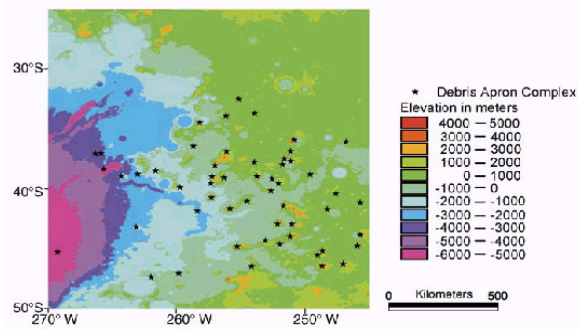 30°S
40°S
50°S
270° W
260° W
250° W
Debris Apron Complex
Elevation in meters
4000 — 5000
3000 — 4000
2000 — 3000
1000 — 2000
0 — 1000
-1000 — 0
-2000 — -1000
-3000 — -2000
-4000 — -3000
-5000 — -4000
-6000 — -5000
0 Kilometers 500